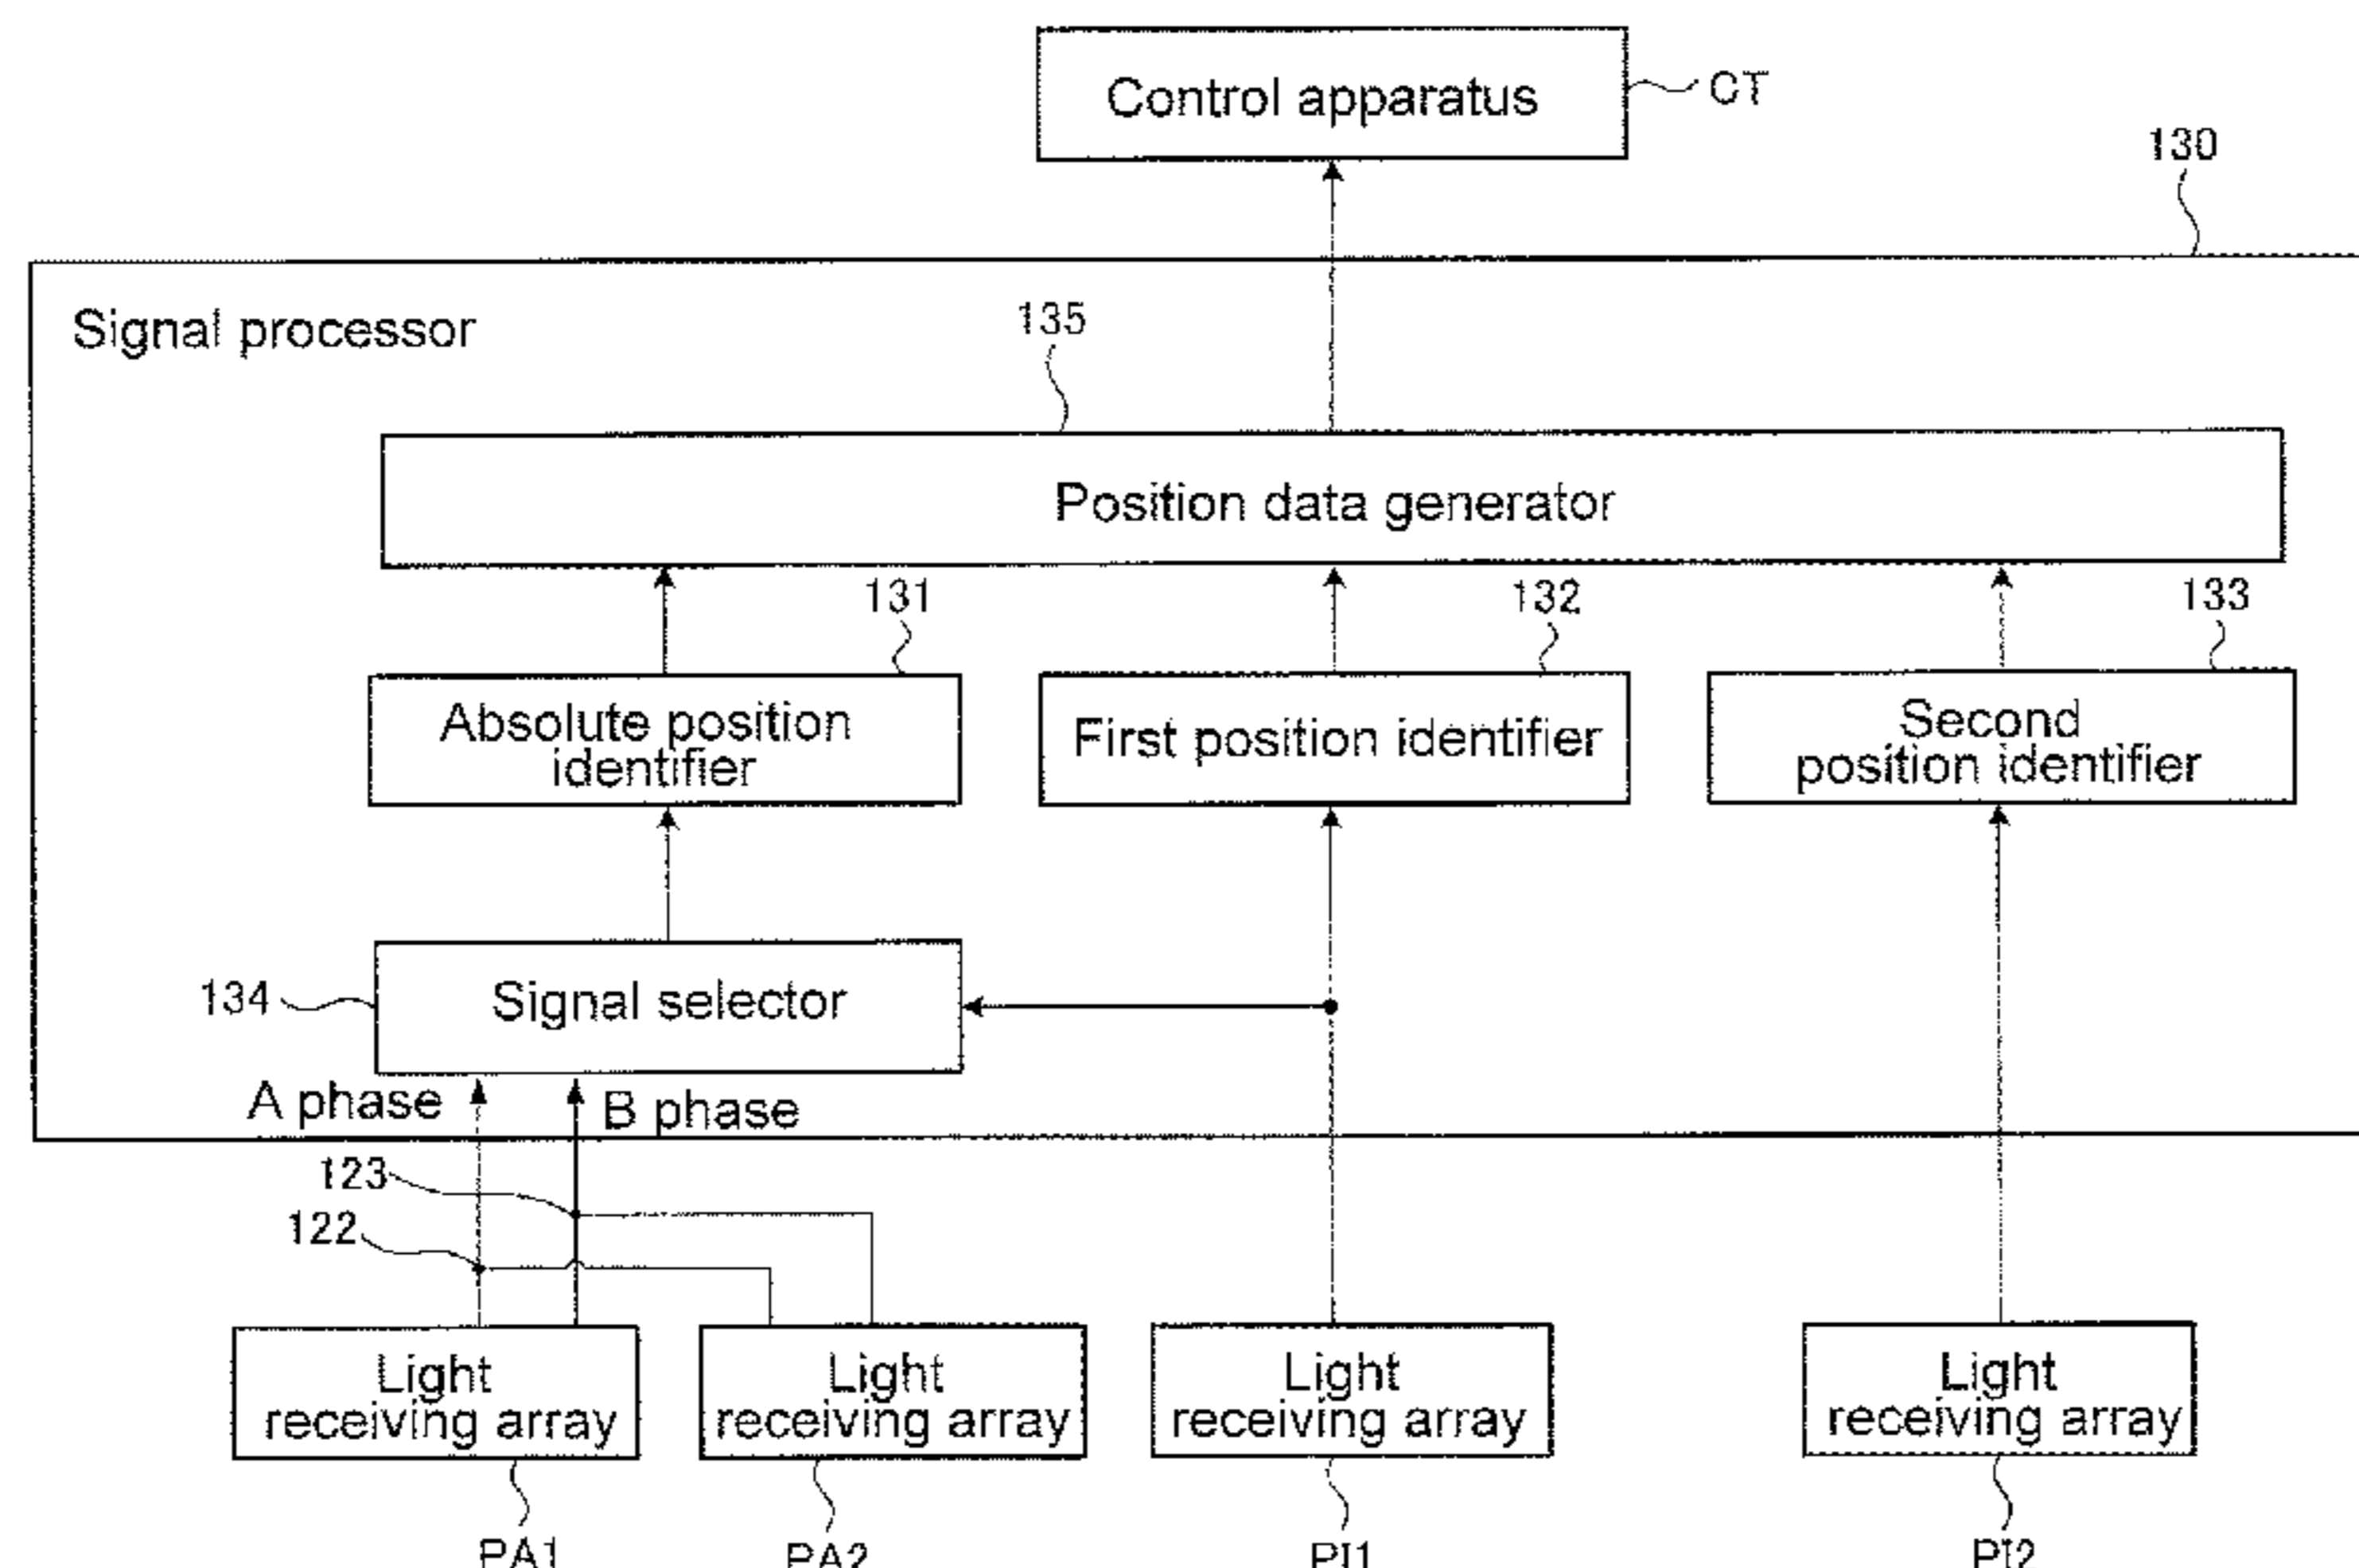 Control apparatus
CT
130
Signal processor
135
Position data generator
131
132
133
Absolute position
identifier
First position identifier
Second
position identifier
134
Signal selector
A phase
B phase
123
122
Light
receiving array
Light
receiving array
Light
receiving array
Light
receiving array
PA1
PA2
PI1
PI2